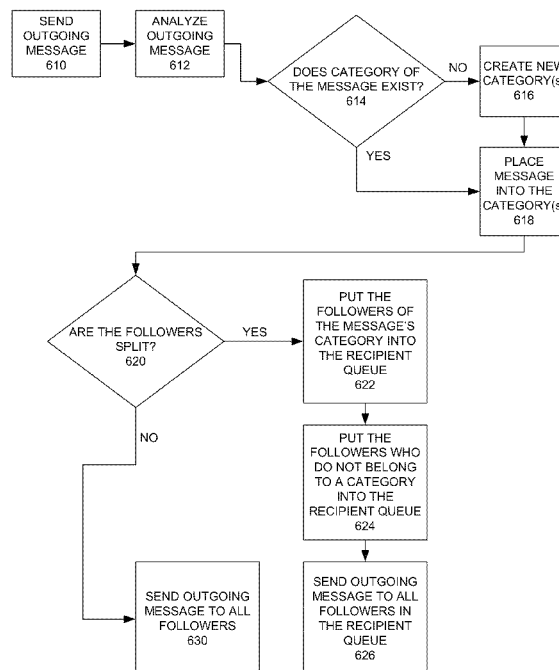 SEND
OUTGOING
MESSAGE
610
ANALYZE
OUTGOING
MESSAGE
612
DOES CATEGORY OF
THE MESSAGE EXIST?
614
NO
CREATE NEW
CATEGORY(s
616
YES
PLACE
MESSAGE
INTO THE
CATEGORY(s
618
ARE THE FOLLOWERS
SPLIT?
620
YES
PUT THE
FOLLOWERS OF
THE MESSAGE'S
CATEGORY INTO
THE RECIPIENT
QUEUE
622
NO
PUT THE
FOLLOWERS WHO
DO NOT BELONG
TO A CATEGORY
INTO THE
RECIPIENT QUEUE
624
SEND OUTGOING
MESSAGE TO ALL
FOLLOWERS
630
SEND OUTGOING
MESSAGE TO ALL
FOLLOWERS IN
THE RECIPIENT
QUEUE
626